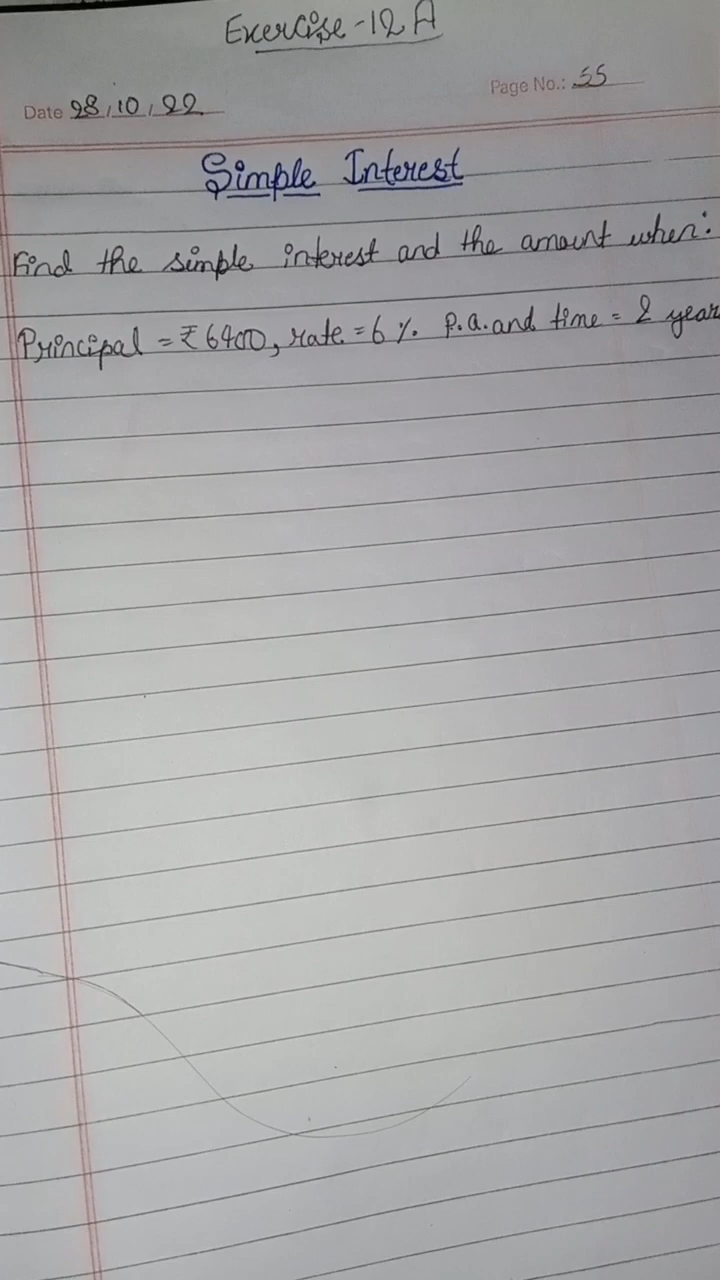 Exercise - 12 A
Date 28/10/22 Page No.: 55
Simple Interest
Find the simple interest and the amount when:
Principal = ₹ 6400, rate = 6 %. p.a. and time = 2 year